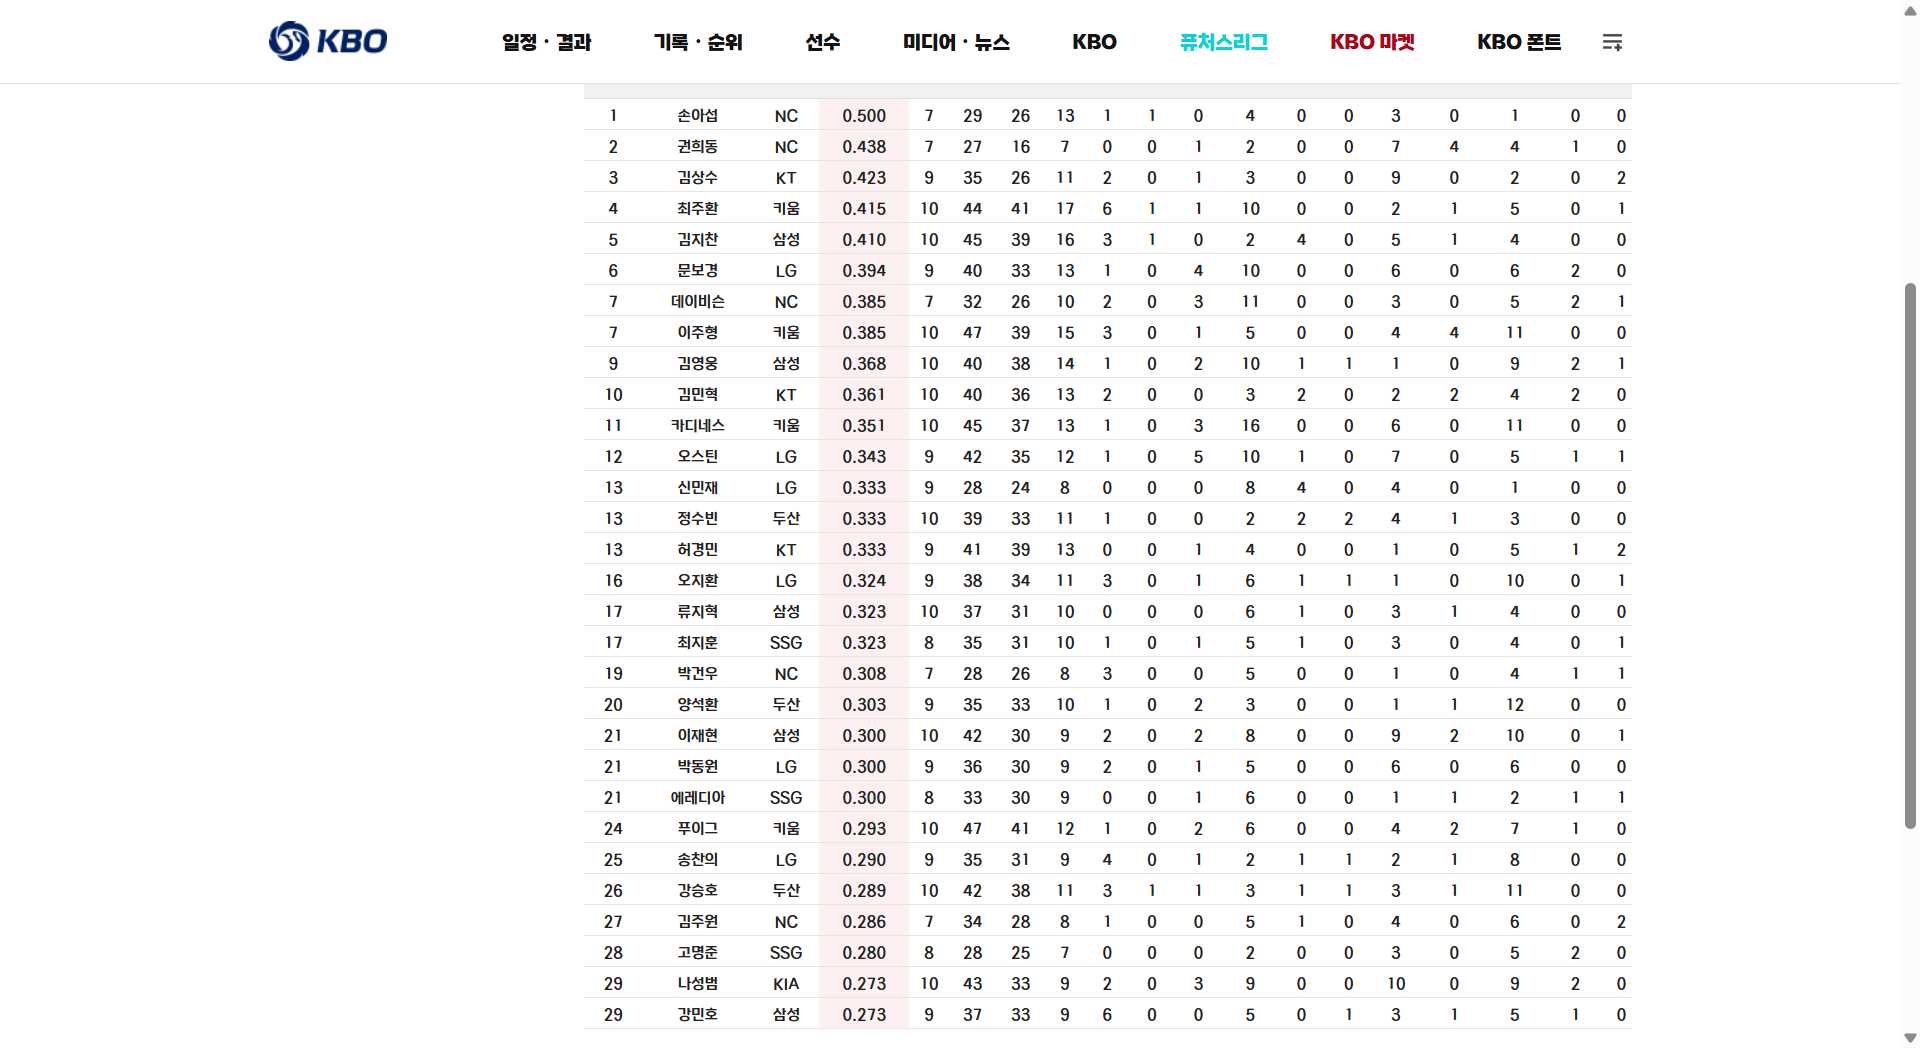 KBO 일정 · 결과 기록 · 순위 선수 미디어 · 뉴스 KBO 퓨처스리그 KBO 마켓 KBO 폰트
1 손아섭 NC 0.500 7 29 26 13 1 1 0 4 0 0 3 0 1 0 0
2 권희동 NC 0.438 7 27 16 7 0 0 1 2 0 0 7 4 4 1 0
3 김상수 KT 0.423 9 35 26 11 2 0 1 3 0 0 9 0 2 0 2
4 최주환 키움 0.415 10 44 41 17 6 1 1 10 0 0 2 1 5 0 1
5 김지찬 삼성 0.410 10 45 39 16 3 1 0 2 4 0 5 1 4 0 0
6 문보경 LG 0.394 9 40 33 13 1 0 4 10 0 0 6 0 6 2 0
7 데이비슨 NC 0.385 7 32 26 10 2 0 3 11 0 0 3 0 5 2 1
7 이주형 키움 0.385 10 47 39 15 3 0 1 5 0 0 4 4 11 0 0
9 김영웅 삼성 0.368 10 40 38 14 1 0 2 10 1 1 1 0 9 2 1
10 김민혁 KT 0.361 10 40 36 13 2 0 0 3 2 0 2 2 4 2 0
11 카디네스 키움 0.351 10 45 37 13 1 0 3 16 0 0 6 0 11 0 0
12 오스틴 LG 0.343 9 42 35 12 1 0 5 10 1 0 7 0 5 1 1
13 신민재 LG 0.333 9 28 24 8 0 0 0 8 4 0 4 0 1 0 0
13 정수빈 두산 0.333 10 39 33 11 1 0 0 2 2 2 4 1 3 0 0
13 허경민 KT 0.333 9 41 39 13 0 0 1 4 0 0 1 0 5 1 2
16 오지환 LG 0.324 9 38 34 11 3 0 1 6 1 1 1 0 10 0 1
17 류지혁 삼성 0.323 10 37 31 10 0 0 0 6 1 0 3 1 4 0 0
17 최지훈 SSG 0.323 8 35 31 10 1 0 1 5 1 0 3 0 4 0 1
19 박건우 NC 0.308 7 28 26 8 3 0 0 5 0 0 1 0 4 1 1
20 양석환 두산 0.303 9 35 33 10 1 0 2 3 0 0 1 1 12 0 0
21 이재현 삼성 0.300 10 42 30 9 2 0 2 8 0 0 9 2 10 0 1
21 박동원 LG 0.300 9 36 30 9 2 0 1 5 0 0 6 0 6 0 0
21 에레디아 SSG 0.300 8 33 30 9 0 0 1 6 0 0 1 1 2 1 1
24 푸이그 키움 0.293 10 47 41 12 1 0 2 6 0 0 4 2 7 1 0
25 송찬의 LG 0.290 9 35 31 9 4 0 1 2 1 1 2 1 8 0 0
26 강승호 두산 0.289 10 42 38 11 3 1 1 3 1 1 3 1 11 0 0
27 김주원 NC 0.286 7 34 28 8 1 0 0 5 1 0 4 0 6 0 2
28 고명준 SSG 0.280 8 28 25 7 0 0 0 2 0 0 3 0 5 2 0
29 나성범 KIA 0.273 10 43 33 9 2 0 3 9 0 0 10 0 9 2 0
29 강민호 삼성 0.273 9 37 33 9 6 0 0 5 0 1 3 1 5 1 0